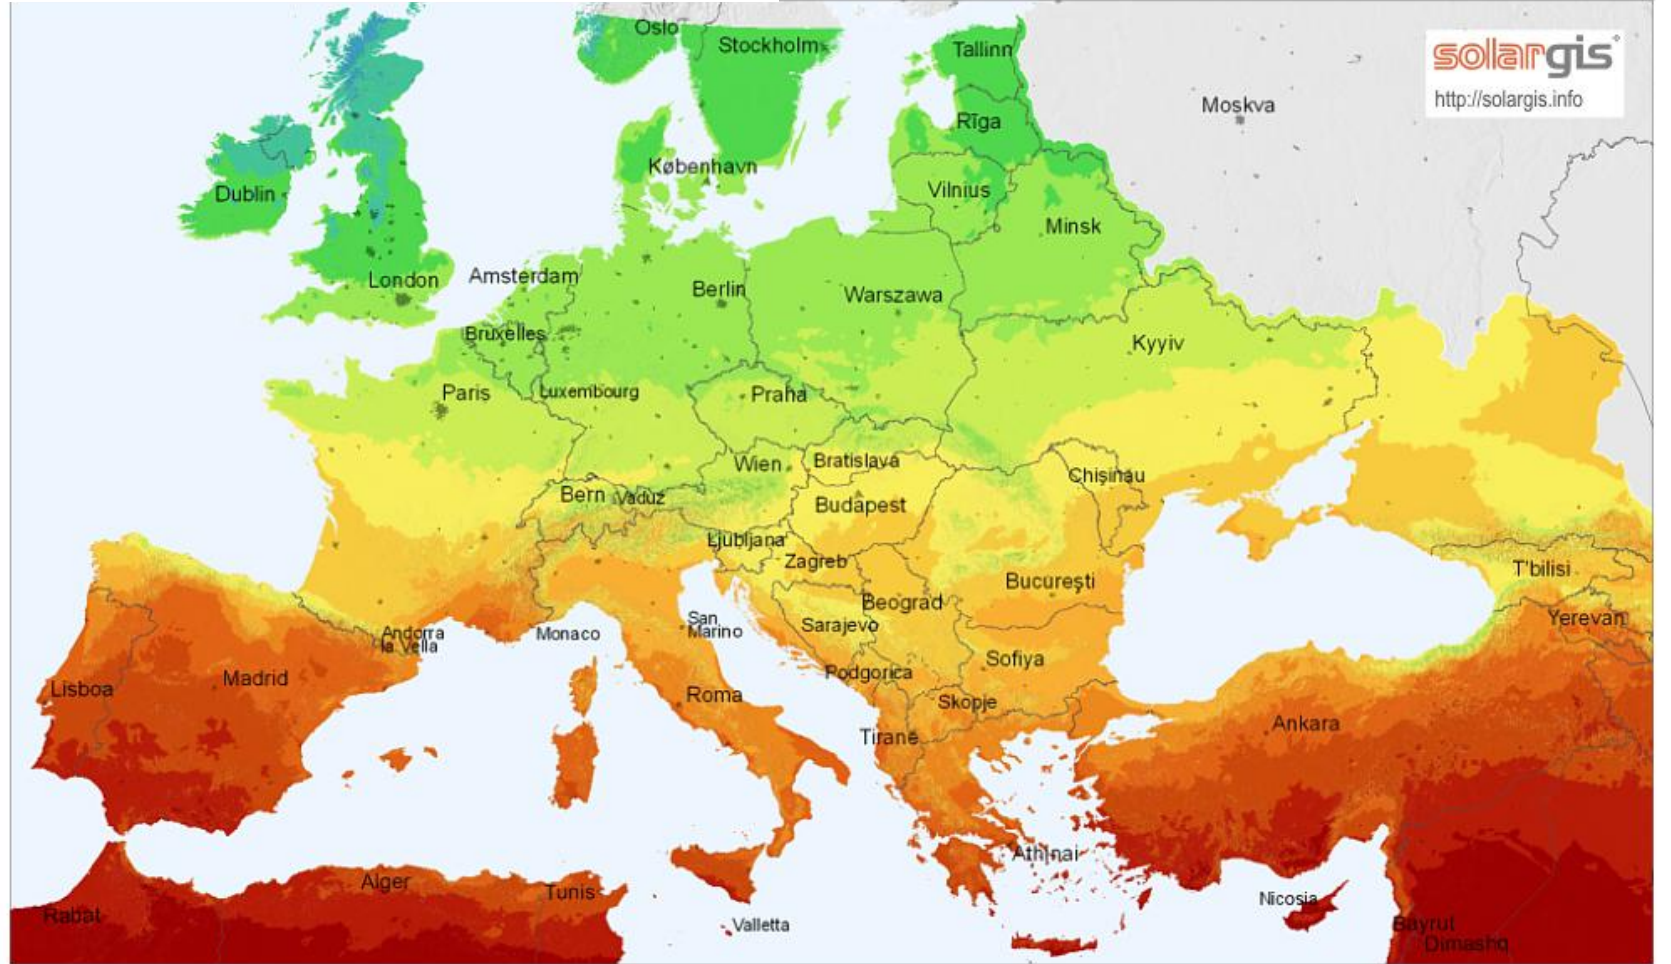 Oslo
Stockholm
Tallinn
solargis
http://solargis.info
Moskva
Rīga
København
Dublin
Vilnius
Minsk
London
Amsterdam
Berlin
Warszawa
Bruxelles
Kyyiv
Paris
Luxembourg
Praha
Wien
Bratislava
Chișinau
Bern
Vaduz
Budapest
Ljubljana
Zagreb
T'bilisi
București
Beograd
San
Marino
Sarajevo
Yerevan
Andorra
la Vella
Monaco
Sofiya
Podgorica
Madrid
Lisboa
Roma
Skopje
Ankara
Tirane
Athinai
Alger
Tunis
Nicosia
Rabat
Valletta
Bayrut
Dimashq